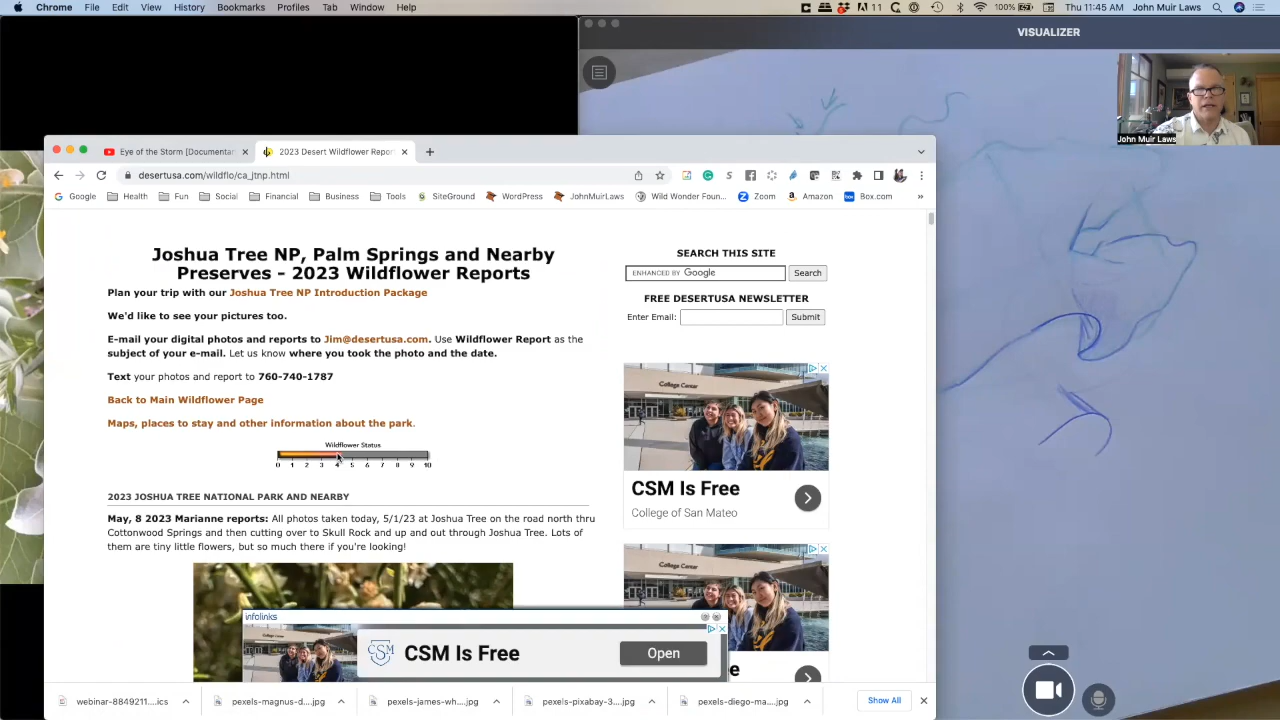 Chrome File Edit View History Bookmarks Profiles Tab Window Help
11 100% Thu 11:45 AM John Muir Laws
VISUALIZER
John Muir Laws
Eye of the Storm [Documentar
2023 Desert Wildflower Repor
desertusa.com/wildflo/ca_jtnp.html
Google Health Fun Social Financial Business Tools SiteGround WordPress JohnMuirLaws Wild Wonder Foun... Zoom Amazon Box.com »
Joshua Tree NP, Palm Springs and Nearby
Preserves - 2023 Wildflower Reports
Plan your trip with our Joshua Tree NP Introduction Package
We'd like to see your pictures too.
E-mail your digital photos and reports to Jim@desertusa.com. Use Wildflower Report as the
subject of your e-mail. Let us know where you took the photo and the date.
Text your photos and report to 760-740-1787
Back to Main Wildflower Page
Maps, places to stay and other information about the park.
Wildflower Status
0 1 2 3 4 5 6 7 8 9 10
2023 JOSHUA TREE NATIONAL PARK AND NEARBY
May, 8 2023 Marianne reports: All photos taken today, 5/1/23 at Joshua Tree on the road north thru
Cottonwood Springs and then cutting over to Skull Rock and up and out through Joshua Tree. Lots of
them are tiny little flowers, but so much there if you're looking!
SEARCH THIS SITE
ENHANCED BY Google
Search
FREE DESERTUSA NEWSLETTER
Enter Email:
Submit
College Center
CSM Is Free
College of San Mateo
College Center
e
infolinks
CSM
CSM Is Free
Open
webinar-8849211....ics
pexels-magnus-d....jpg
pexels-james-wh....jpg
pexels-pixabay-3....jpg
pexels-diego-ma....jpg
Show All